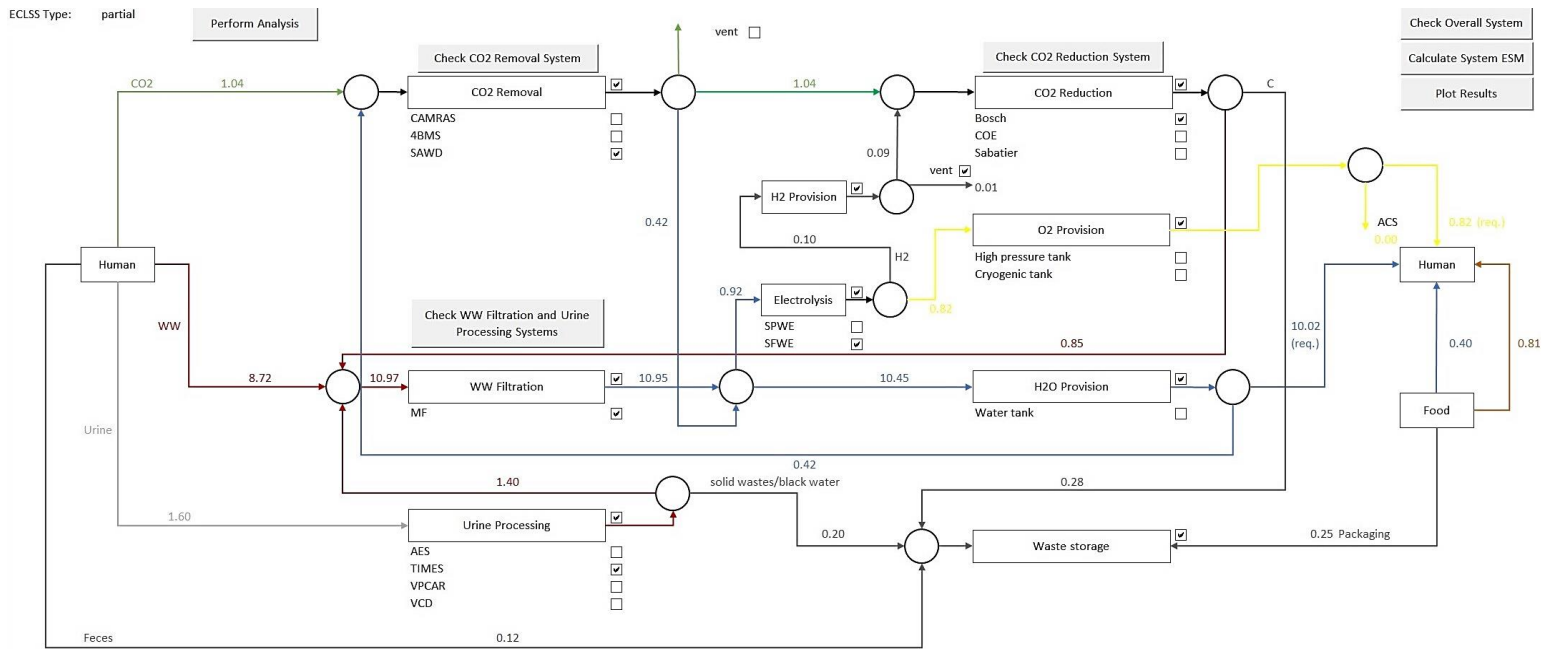 ECLSS Type: partial
Perform Analysis
vent
Check Overall System
Check CO2 Removal System
Check CO2 Reduction System
Calculate System ESM
Plot Results
CO2 1.04
CO2 Removal
1.04
CO2 Reduction
C
CAMRAS
4BMS
SAWD
Bosch
COE
Sabatier
0.09
vent
0.01
H2 Provision
0.42
0.10
H2
O2 Provision
High pressure tank
Cryogenic tank
ACS
0.00
0.82 (req.)
Human
Human
0.92
Electrolysis
0.82
SPWE
SFWE
Check WW Filtration and Urine
Processing Systems
WW
10.02
(req.)
0.40
0.81
0.85
8.72
10.97
WW Filtration
10.95
10.45
H2O Provision
MF
Water tank
Food
Urine
0.42
1.40
solid wastes/black water
0.28
1.60
Urine Processing
0.20
Waste storage
0.25 Packaging
AES
TIMES
VPCAR
VCD
Feces
0.12